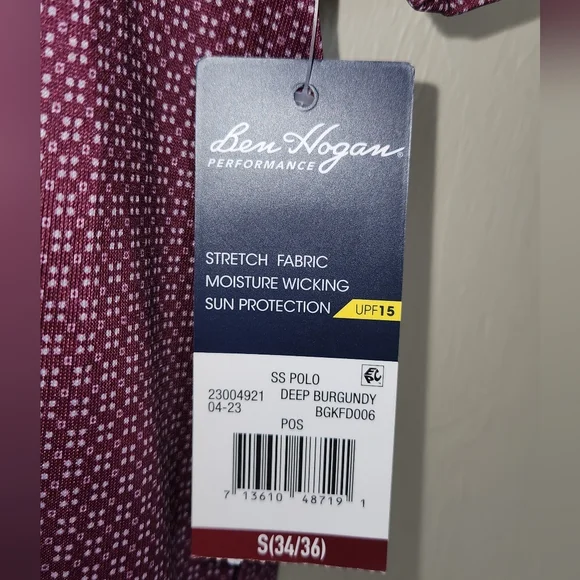 Ben Hogan®
PERFORMANCE
STRETCH FABRIC
MOISTURE WICKING
SUN PROTECTION UPF15
SS POLO
23004921 DEEP BURGUNDY
04-23 BGKFD006
POS
7 13610 48719 1
S(34/36)